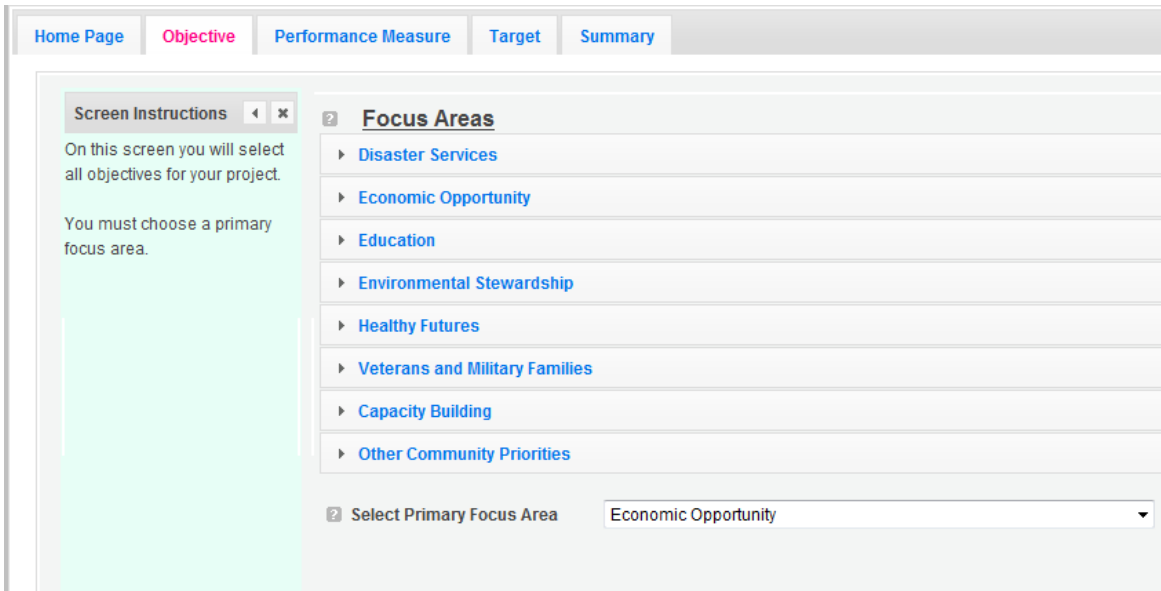 Home Page Objective Performance Measure Target Summary
Screen Instructions
On this screen you will select
all objectives for your project.
You must choose a primary
focus area.
Focus Areas
Disaster Services
Economic Opportunity
Education
Environmental Stewardship
Healthy Futures
Veterans and Military Families
Capacity Building
Other Community Priorities
Select Primary Focus Area Economic Opportunity